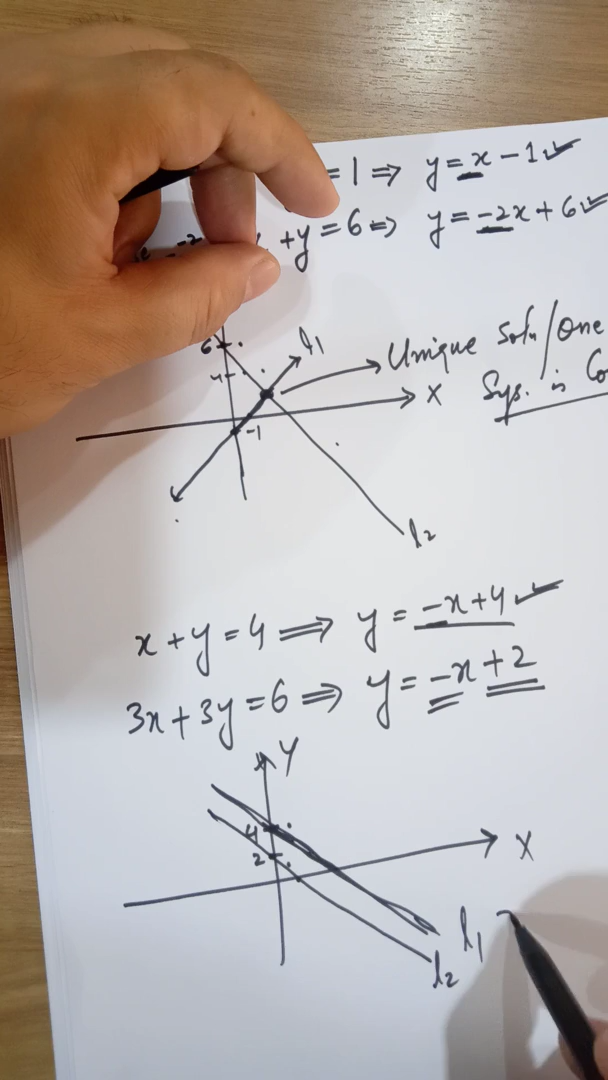 =1 ⇒ y=x-1 ✓
+y=6 ⇒ y=-2x+6 ✓
6
l1
4
Unique Soln/One
X
Sys. is Co
-1
l2
x+y=4 ⇒ y=-x+4 ✓
3x+3y=6 ⇒ y=-x+2
Y
4
2
X
l1
l2